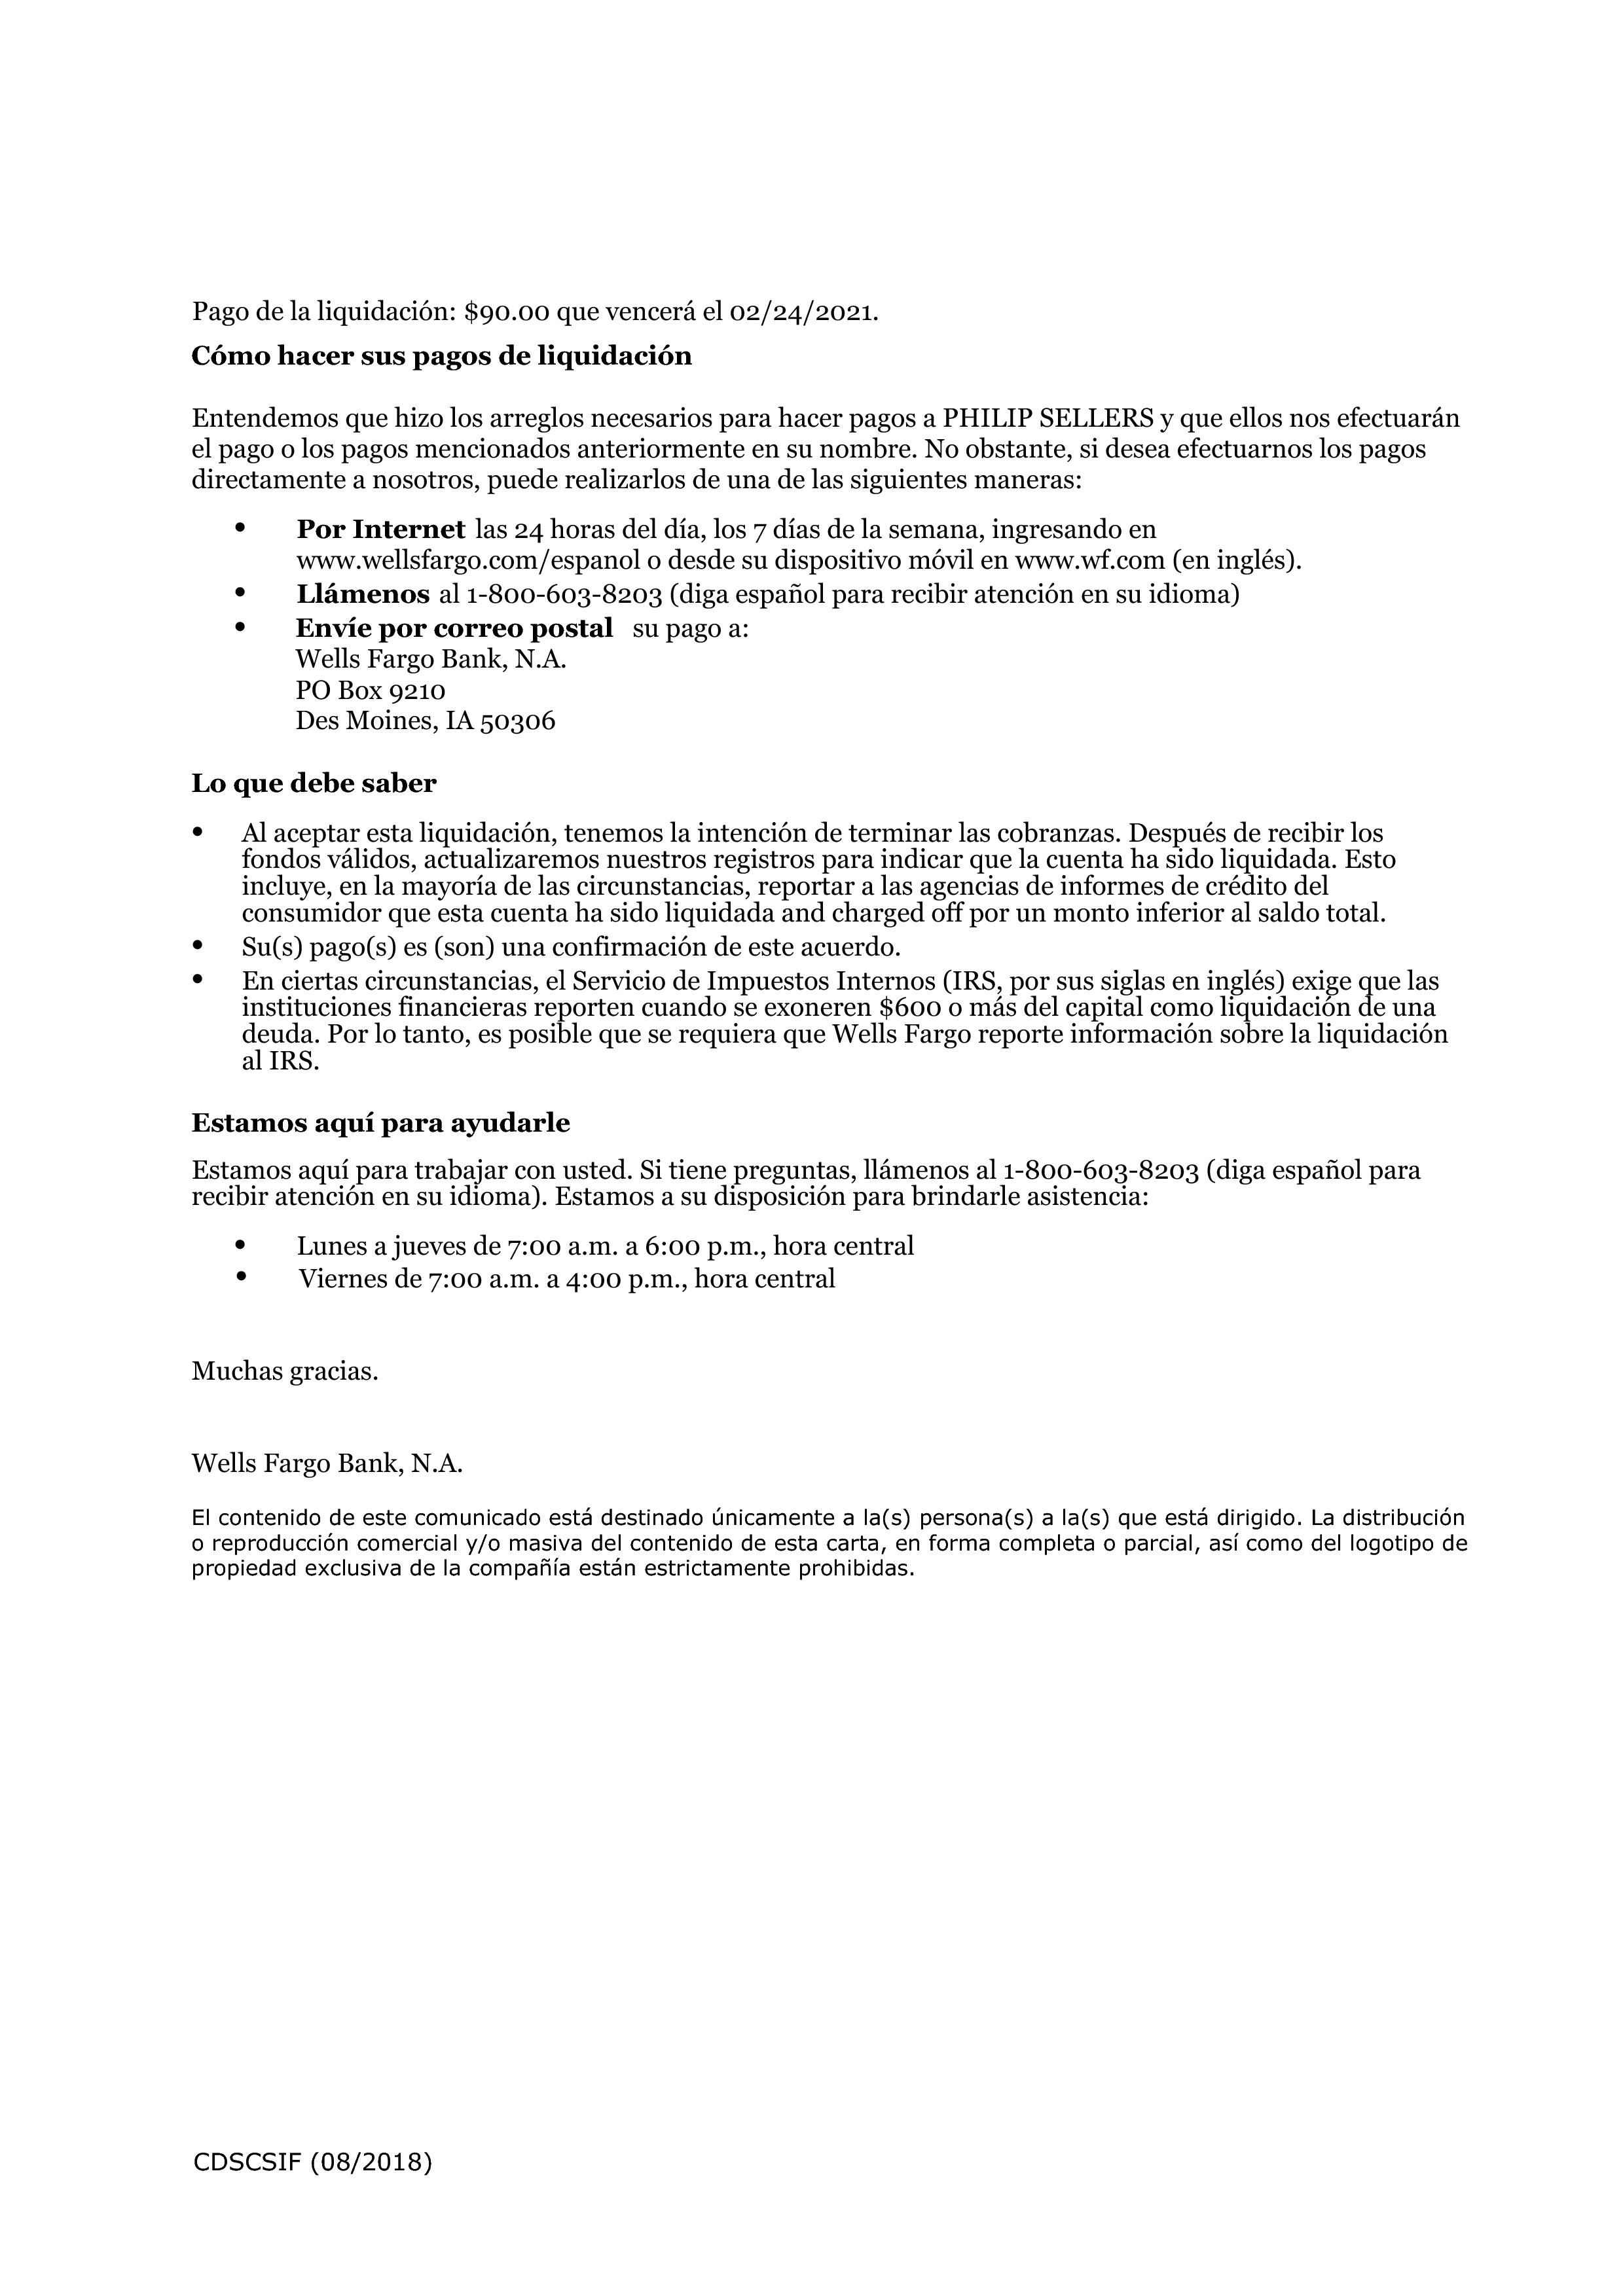 Pago de la liquidación: $90.00 que vencerá el 02/24/2021.
Cómo hacer sus pagos de liquidación
Entendemos que hizo los arreglos necesarios para hacer pagos a PHILIP SELLERS y que ellos nos efectuarán
el pago o los pagos mencionados anteriormente en su nombre. No obstante, si desea efectuarnos los pagos
directamente a nosotros, puede realizarlos de una de las siguientes maneras:
• Por Internet las 24 horas del día, los 7 días de la semana, ingresando en
www.wellsfargo.com/espanol o desde su dispositivo móvil en www.wf.com (en inglés).
• Llámenos al 1-800-603-8203 (diga español para recibir atención en su idioma)
• Envíe por correo postal su pago a:
Wells Fargo Bank, N.A.
PO Box 9210
Des Moines, IA 50306
Lo que debe saber
• Al aceptar esta liquidación, tenemos la intención de terminar las cobranzas. Después de recibir los
fondos válidos, actualizaremos nuestros registros para indicar que la cuenta ha sido liquidada. Esto
incluye, en la mayoría de las circunstancias, reportar a las agencias de informes de crédito del
consumidor que esta cuenta ha sido liquidada and charged off por un monto inferior al saldo total.
• Su(s) pago(s) es (son) una confirmación de este acuerdo.
• En ciertas circunstancias, el Servicio de Impuestos Internos (IRS, por sus siglas en inglés) exige que las
instituciones financieras reporten cuando se exoneren $600 o más del capital como liquidación de una
deuda. Por lo tanto, es posible que se requiera que Wells Fargo reporte información sobre la liquidación
al IRS.
Estamos aquí para ayudarle
Estamos aquí para trabajar con usted. Si tiene preguntas, llámenos al 1-800-603-8203 (diga español para
recibir atención en su idioma). Estamos a su disposición para brindarle asistencia:
• Lunes a jueves de 7:00 a.m. a 6:00 p.m., hora central
• Viernes de 7:00 a.m. a 4:00 p.m., hora central
Muchas gracias.
Wells Fargo Bank, N.A.
El contenido de este comunicado está destinado únicamente a la(s) persona(s) a la(s) que está dirigido. La distribución
o reproducción comercial y/o masiva del contenido de esta carta, en forma completa o parcial, así como del logotipo de
propiedad exclusiva de la compañía están estrictamente prohibidas.
CDSCSIF (08/2018)